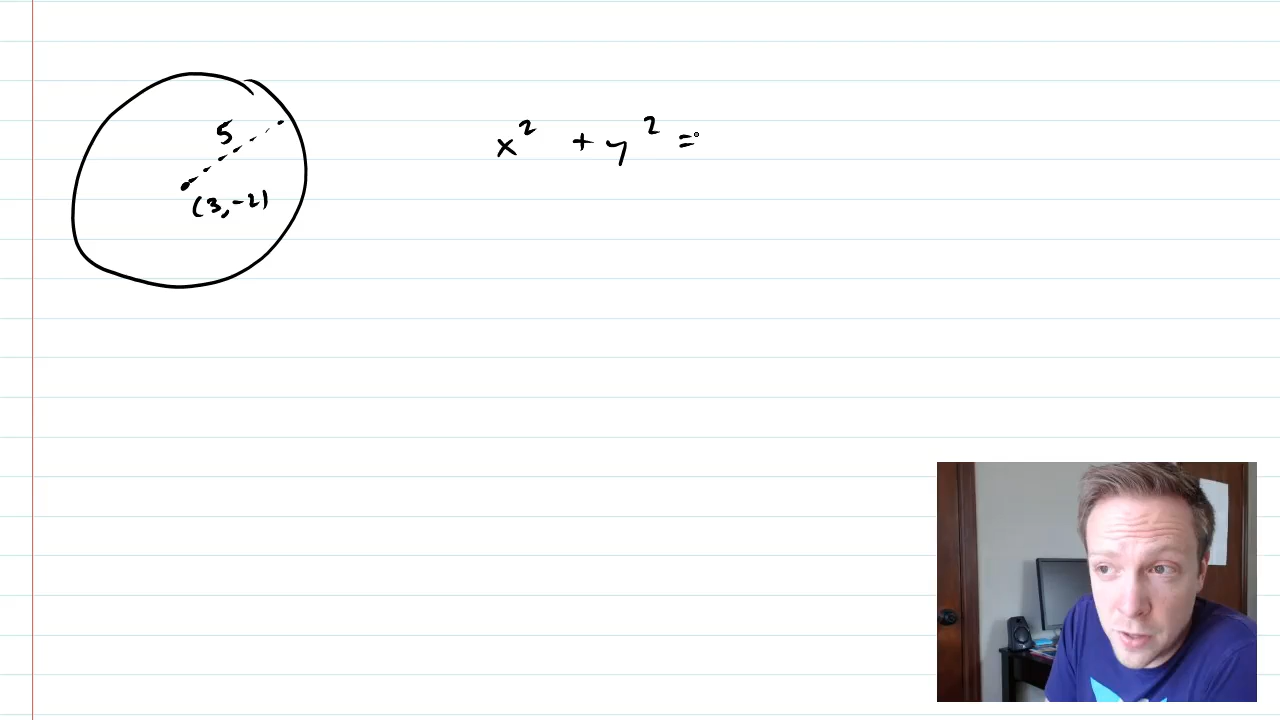 5
(3,-2)
x² + y² =